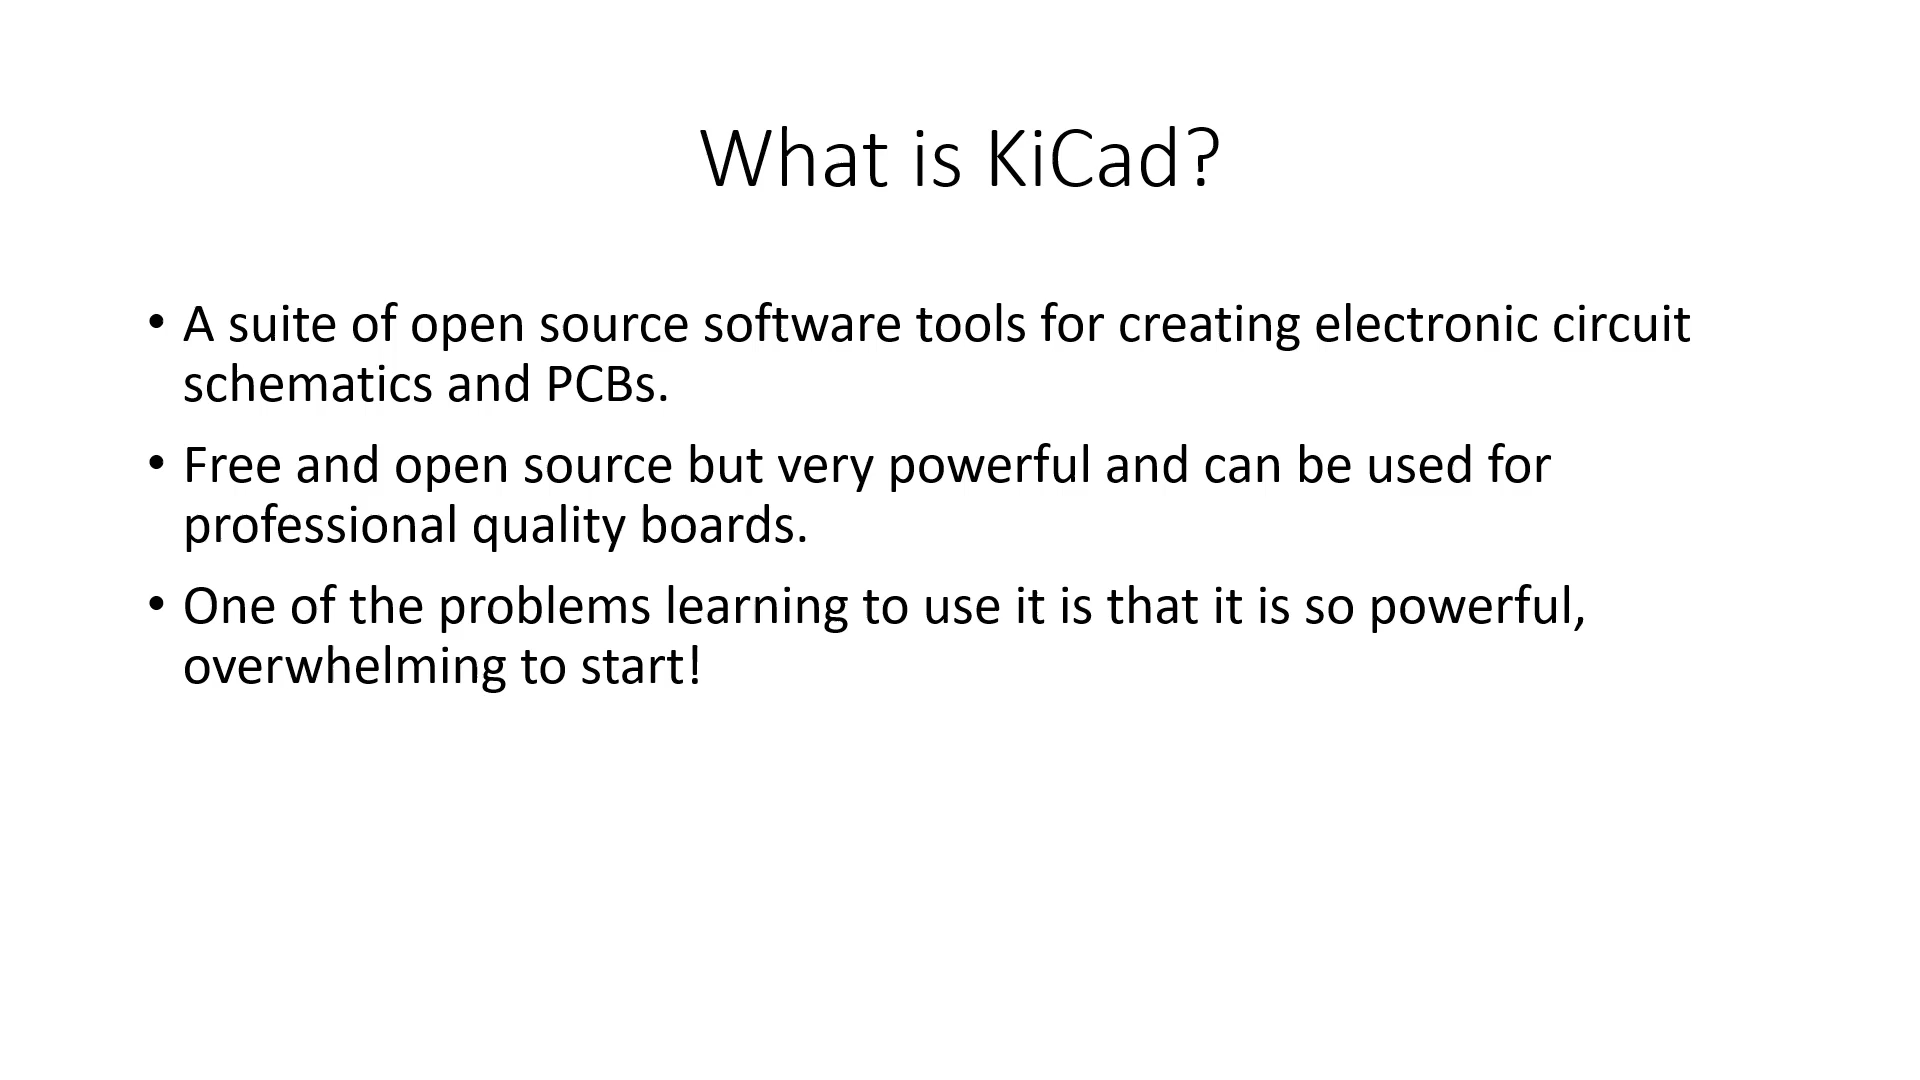 What is KiCad?
• A suite of open source software tools for creating electronic circuit
schematics and PCBs.
• Free and open source but very powerful and can be used for
professional quality boards.
• One of the problems learning to use it is that it is so powerful,
overwhelming to start!